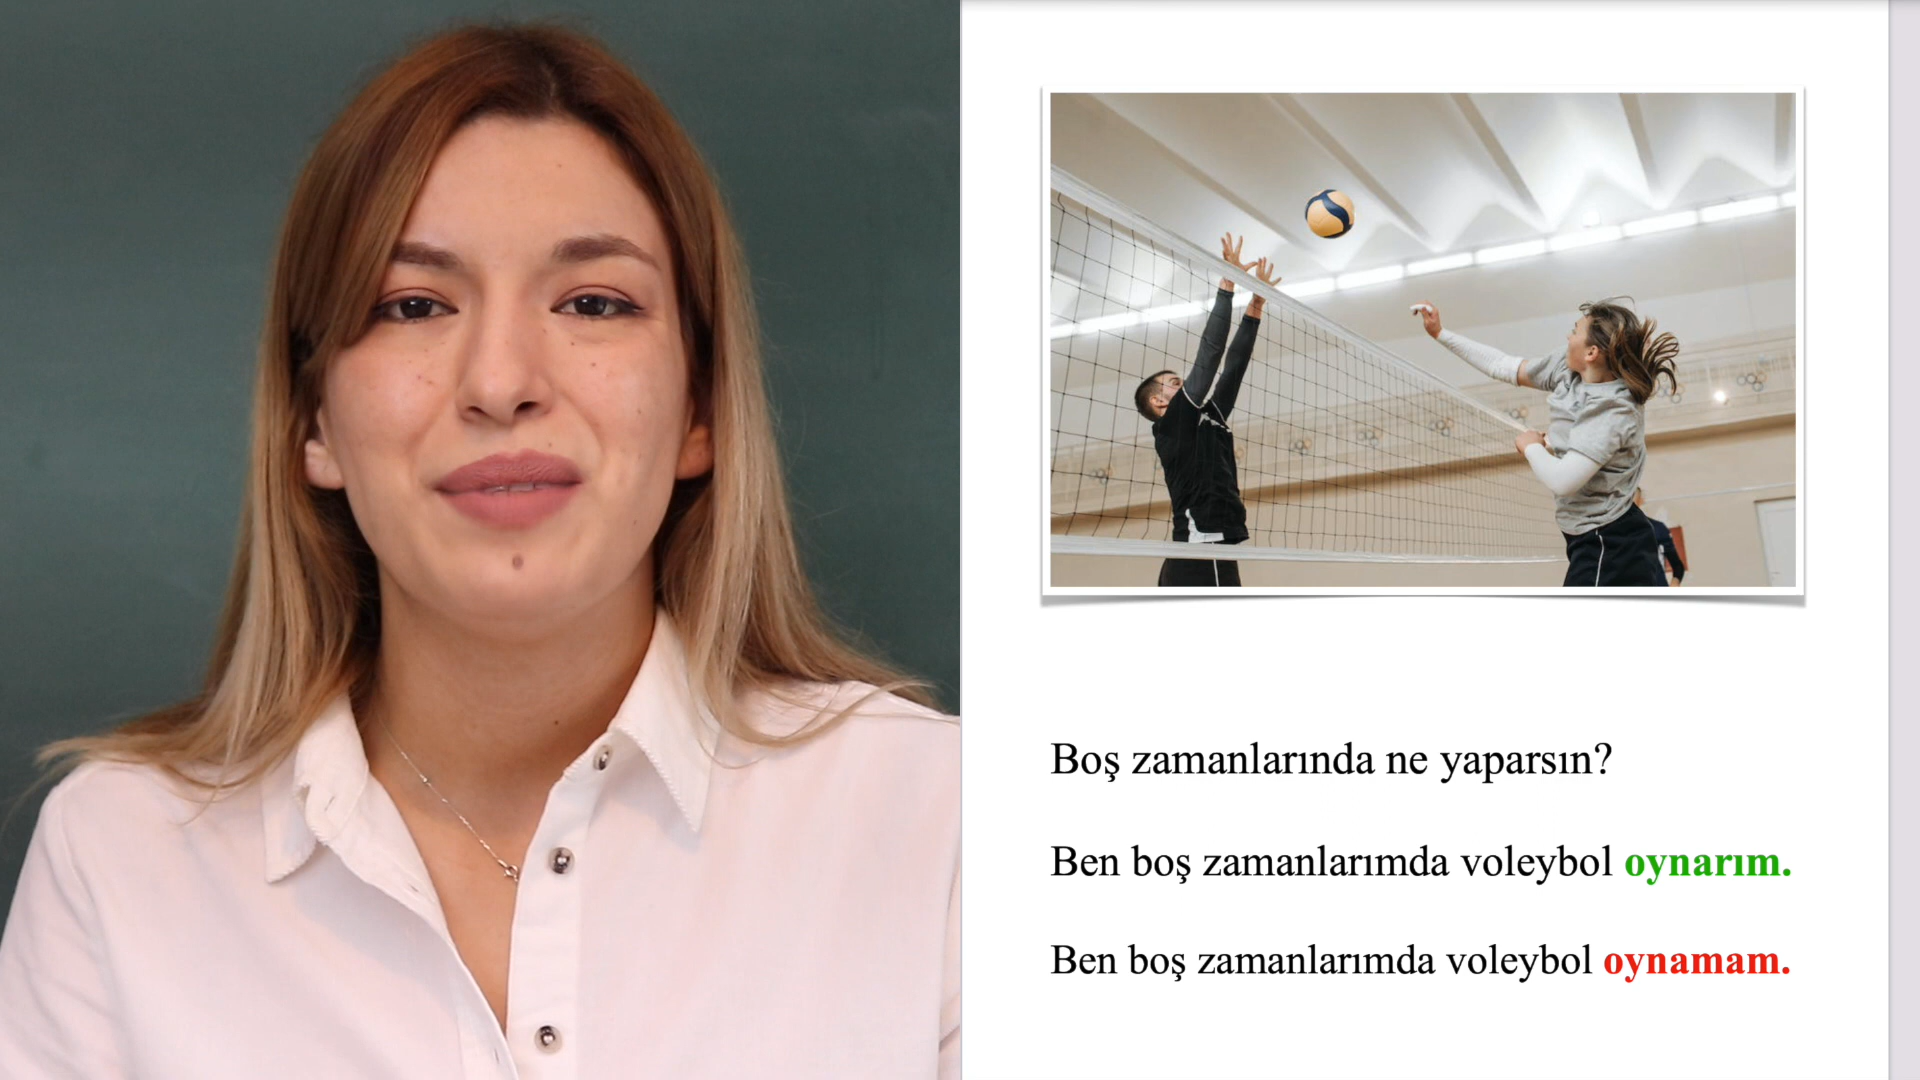 Boş zamanlarında ne yaparsın?
Ben boş zamanlarımda voleybol oynarım.
Ben boş zamanlarımda voleybol oynamam.